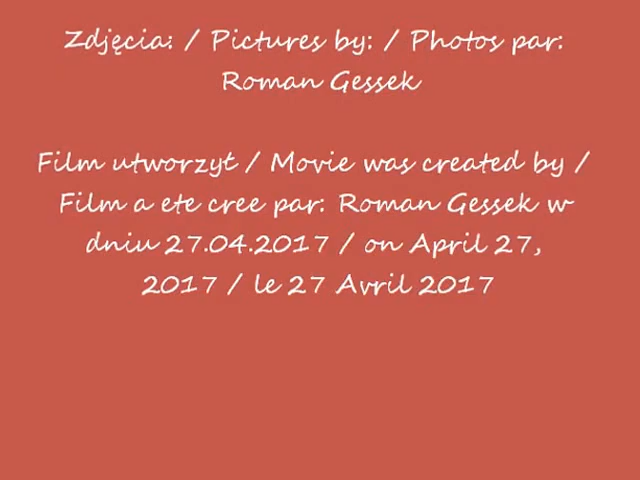 Zdjęcia: / Pictures by: / Photos par:
Roman Gessek
Film utworzył / Movie was created by /
Film a ete cree par: Roman Gessek w
dniu 27.04.2017 / on April 27,
2017 / le 27 Avril 2017